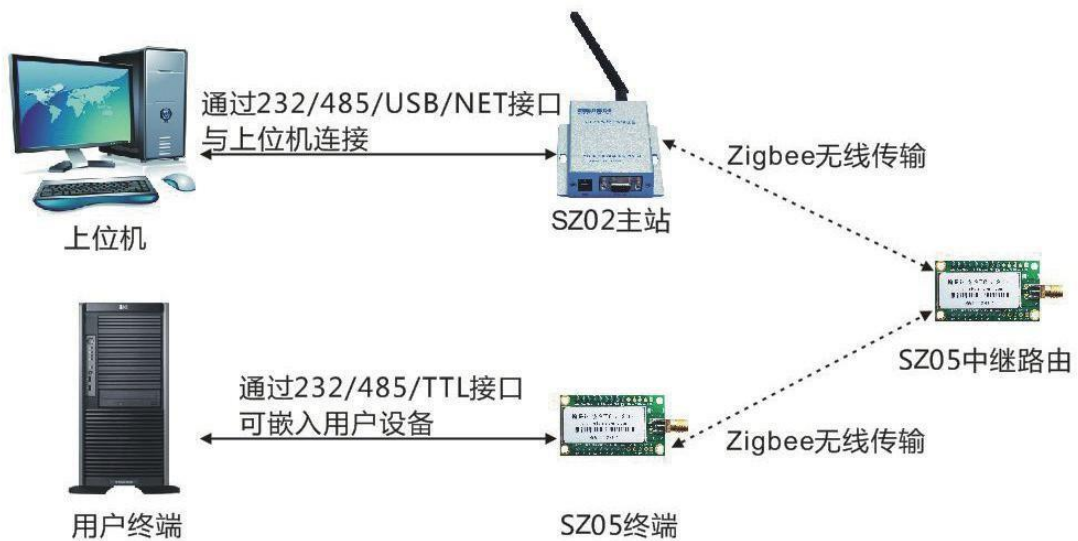 通过232/485/USB/NET接口
与上位机连接
Zigbee无线传输
上位机
SZ02主站
SZ05中继路由
通过232/485/TTL接口
可嵌入用户设备
Zigbee无线传输
用户终端
SZ05终端